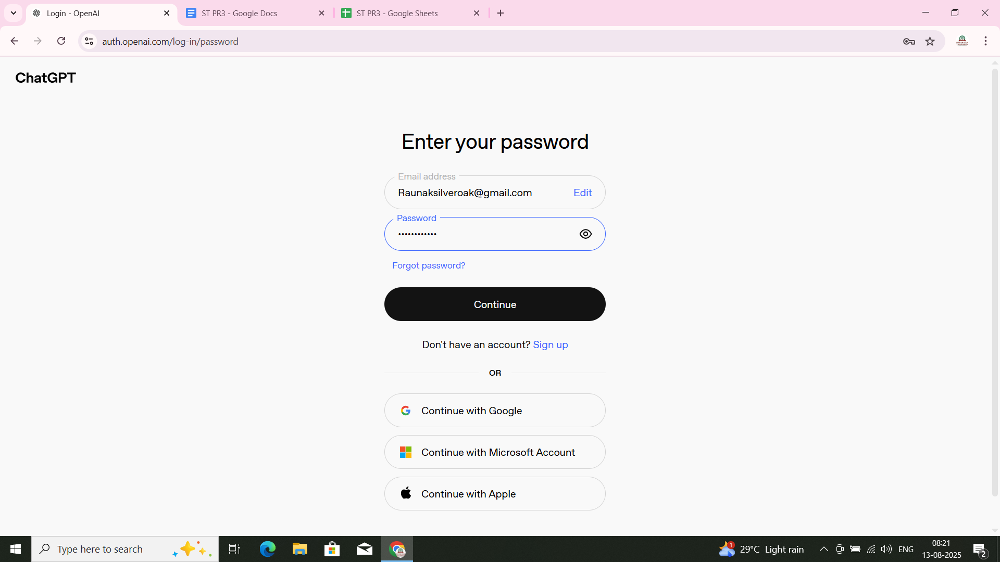 Login - OpenAI
ST PR3 - Google Docs
ST PR3 - Google Sheets
auth.openai.com/log-in/password
ChatGPT
Enter your password
Email address
Raunaksilveroak@gmail.com
Edit
Password
••••••••••••
Forgot password?
Continue
Don't have an account? Sign up
OR
Continue with Google
Continue with Microsoft Account
Continue with Apple
Type here to search
1
29°C Light rain
ENG
08:21
13-08-2025
2